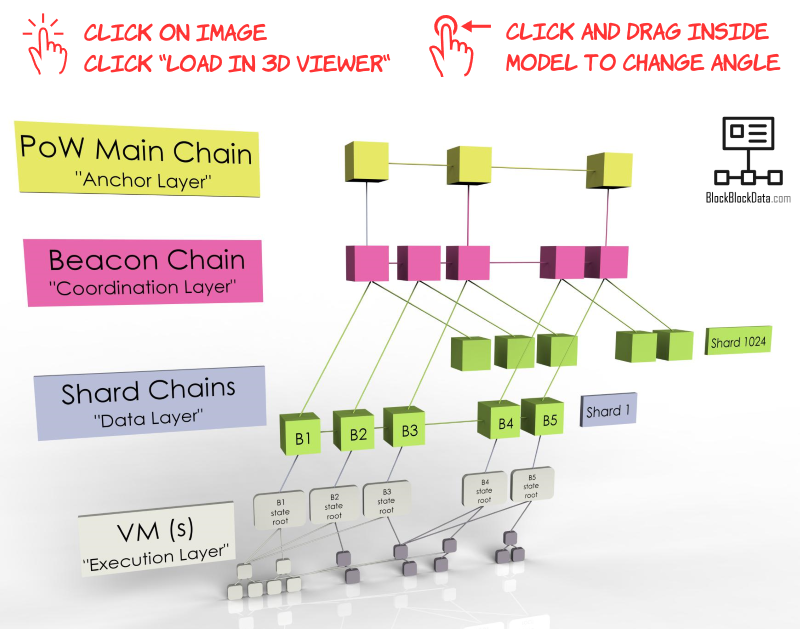 CLICK ON IMAGE
CLICK "LOAD IN 3D VIEWER"
CLICK AND DRAG INSIDE
MODEL TO CHANGE ANGLE
BlockBlockData.com
PoW Main Chain
"Anchor Layer"
Beacon Chain
"Coordination Layer"
Shard 1024
Shard Chains
"Data Layer"
Shard 1
B1
B2
B3
B4
B5
B1
state
root
B2
state
root
B3
state
root
B4
state
root
B5
state
root
VM (s)
"Execution Layer"